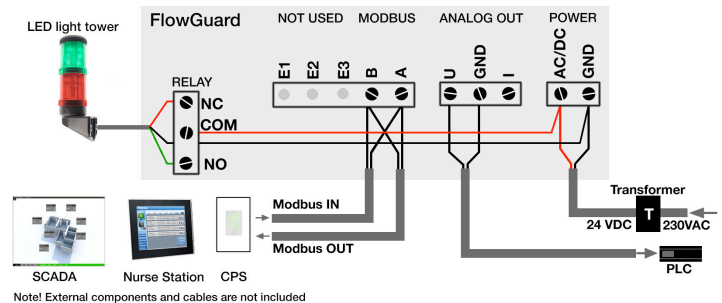 FlowGuard
NOT USED
MODBUS
ANALOG OUT
POWER
LED light tower
E1
E2
E3
B
A
U
GND
I
AC/DC
GND
RELAY
NC
COM
NO
Transformer
Modbus IN
24 VDC
T
230VAC
Modbus OUT
SCADA
Nurse Station
CPS
PLC
Note! External components and cables are not included